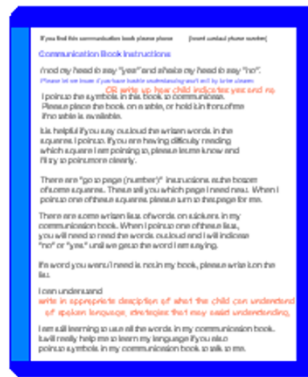 If you find this communication book please phone (insert contact phone number)
Communication Book Instructions
I nod my head to say "yes" and shake my head to say "no".
Please let me know if you have trouble understanding and I will try to be clearer.
OR write up how child indicates yes and no
I point to the symbols in this book to communicate.
Please place the book on a table, or hold it in front of me
if no table is available.
It is helpful if you say out loud the written words in the
squares I point to. If you are having difficulty reading
which square I am pointing to, please let me know and
I'll try to point more clearly.
There are "go to page (number)" instructions at the bottom
of some squares. These tell you which page I need next. When I
point to one of these squares, please turn to this page for me.
There are some written lists of words on stickers in my
communication book. When I point to one of these lists,
you will need to read the words out loud and I will indicate
"no" or "yes" until we get to the word I am saying.
If a word you want/I need is not in my book, please write it on the
list.
I can understand
write in appropriate description of what the child can understand
of spoken language, strategies that may assist understanding,
I am still learning to use all the words in my communication book.
It will really help me to learn my language if you also
point to symbols in my communication book to talk to me.